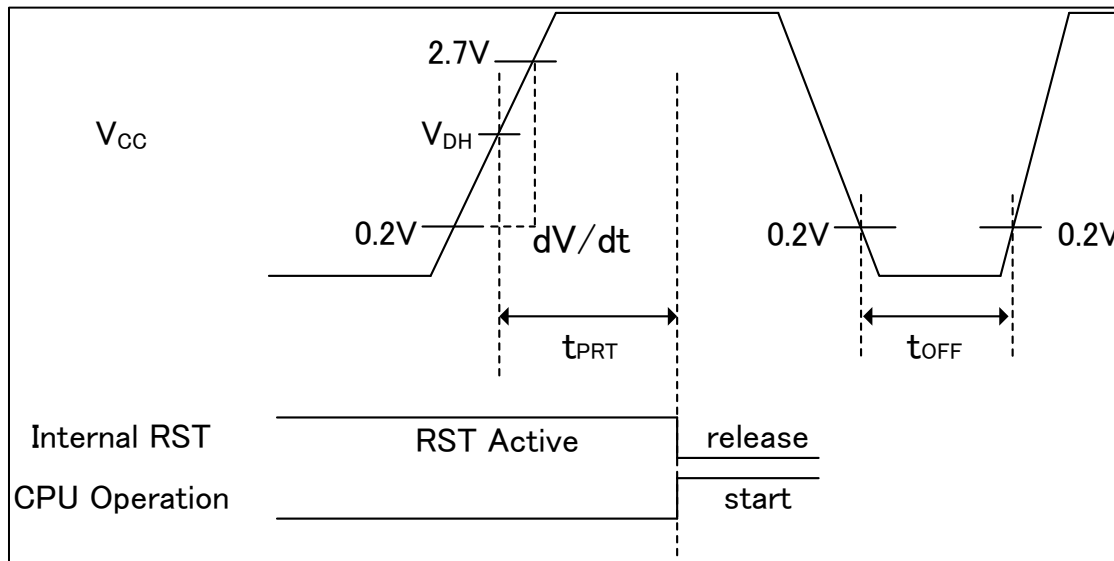 2.7V
VCC
VDH
0.2V
dV/dt
0.2V
0.2V
tPRT
tOFF
Internal RST
RST Active
release
CPU Operation
start